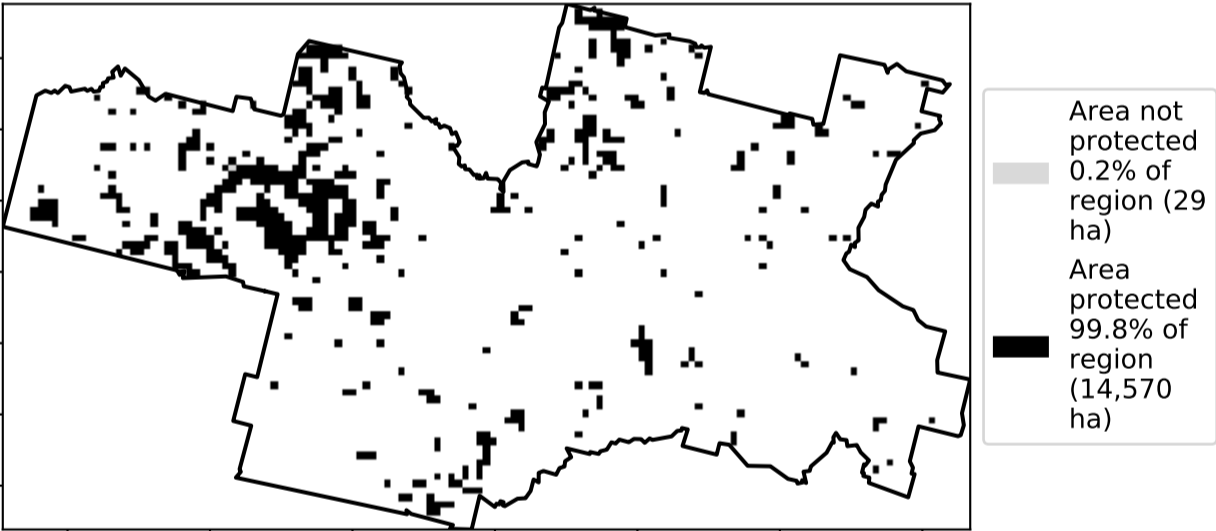 Area not
protected
0.2% of
region (29
ha)
Area
protected
99.8% of
region
(14,570
ha)